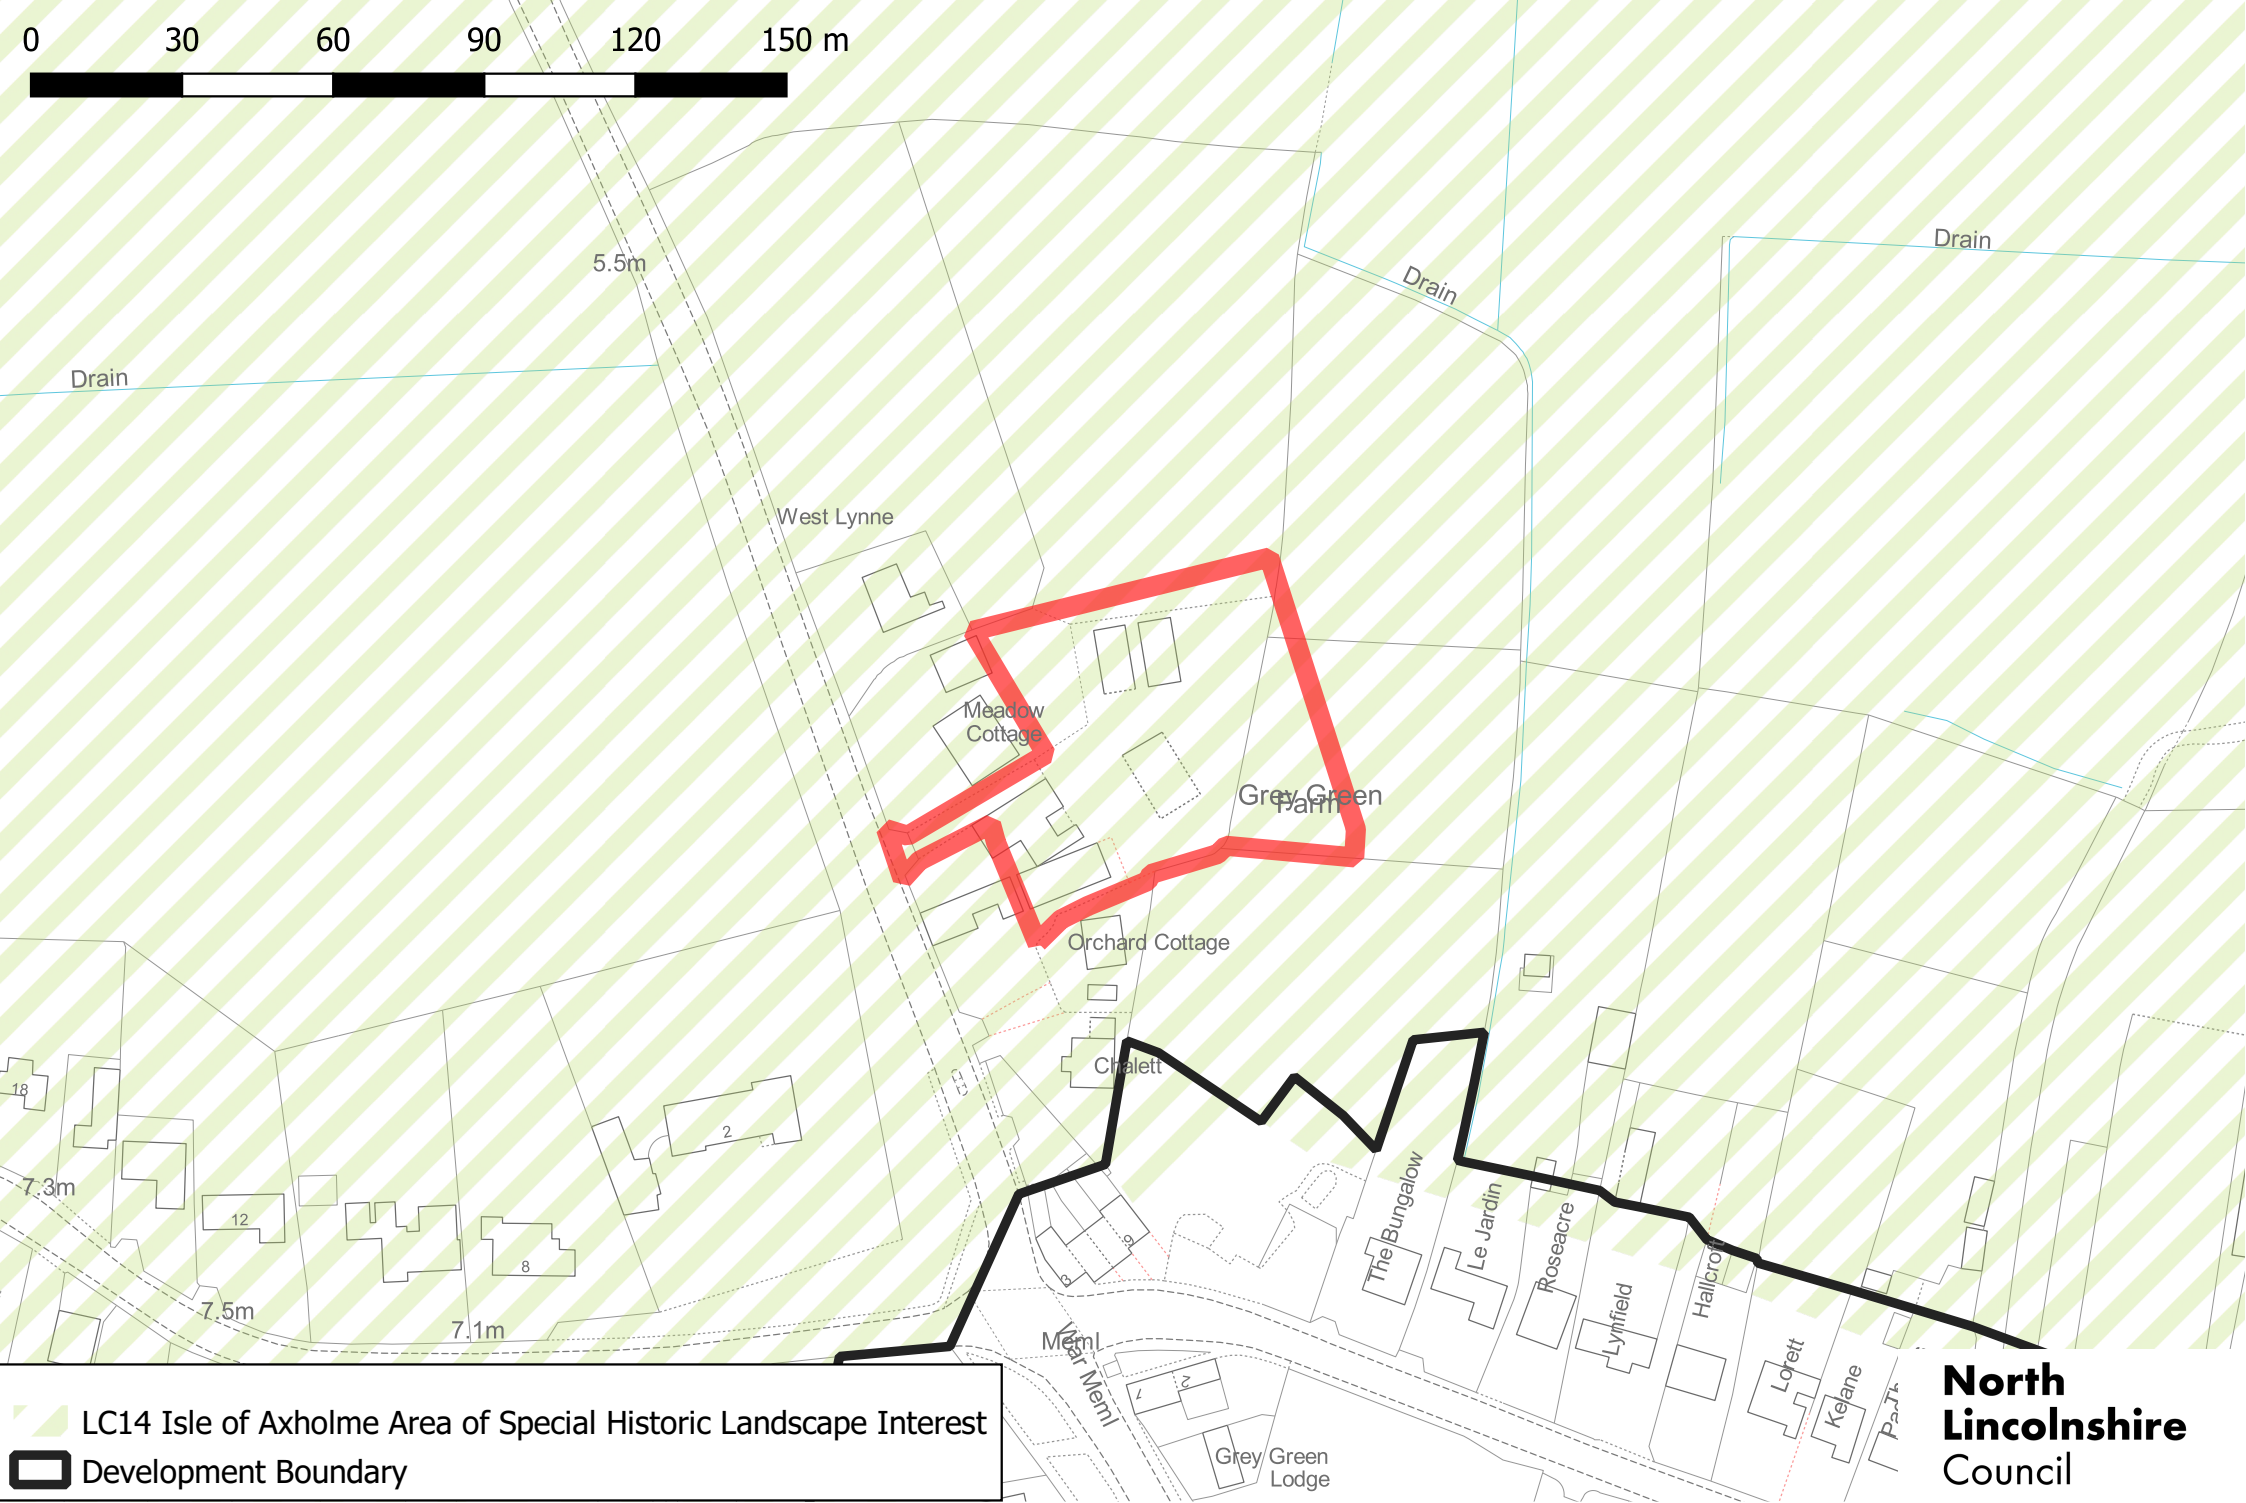 0 30 60 90 120 150 m
Drain
5.5m
Drain
Drain
West Lynne
Meadow
Cottage
Grey Green
Farm
Orchard Cottage
Chalett
18
2
7.3m
12
8
7.5m
7.1m
3
6
The Bungalow
Le Jardin
Roseacre
Lynfield
Hallcroft
Lorett
Kelane
Meml
War Meml
2
Grey Green
Lodge
LC14 Isle of Axholme Area of Special Historic Landscape Interest
Development Boundary
North
Lincolnshire
Council